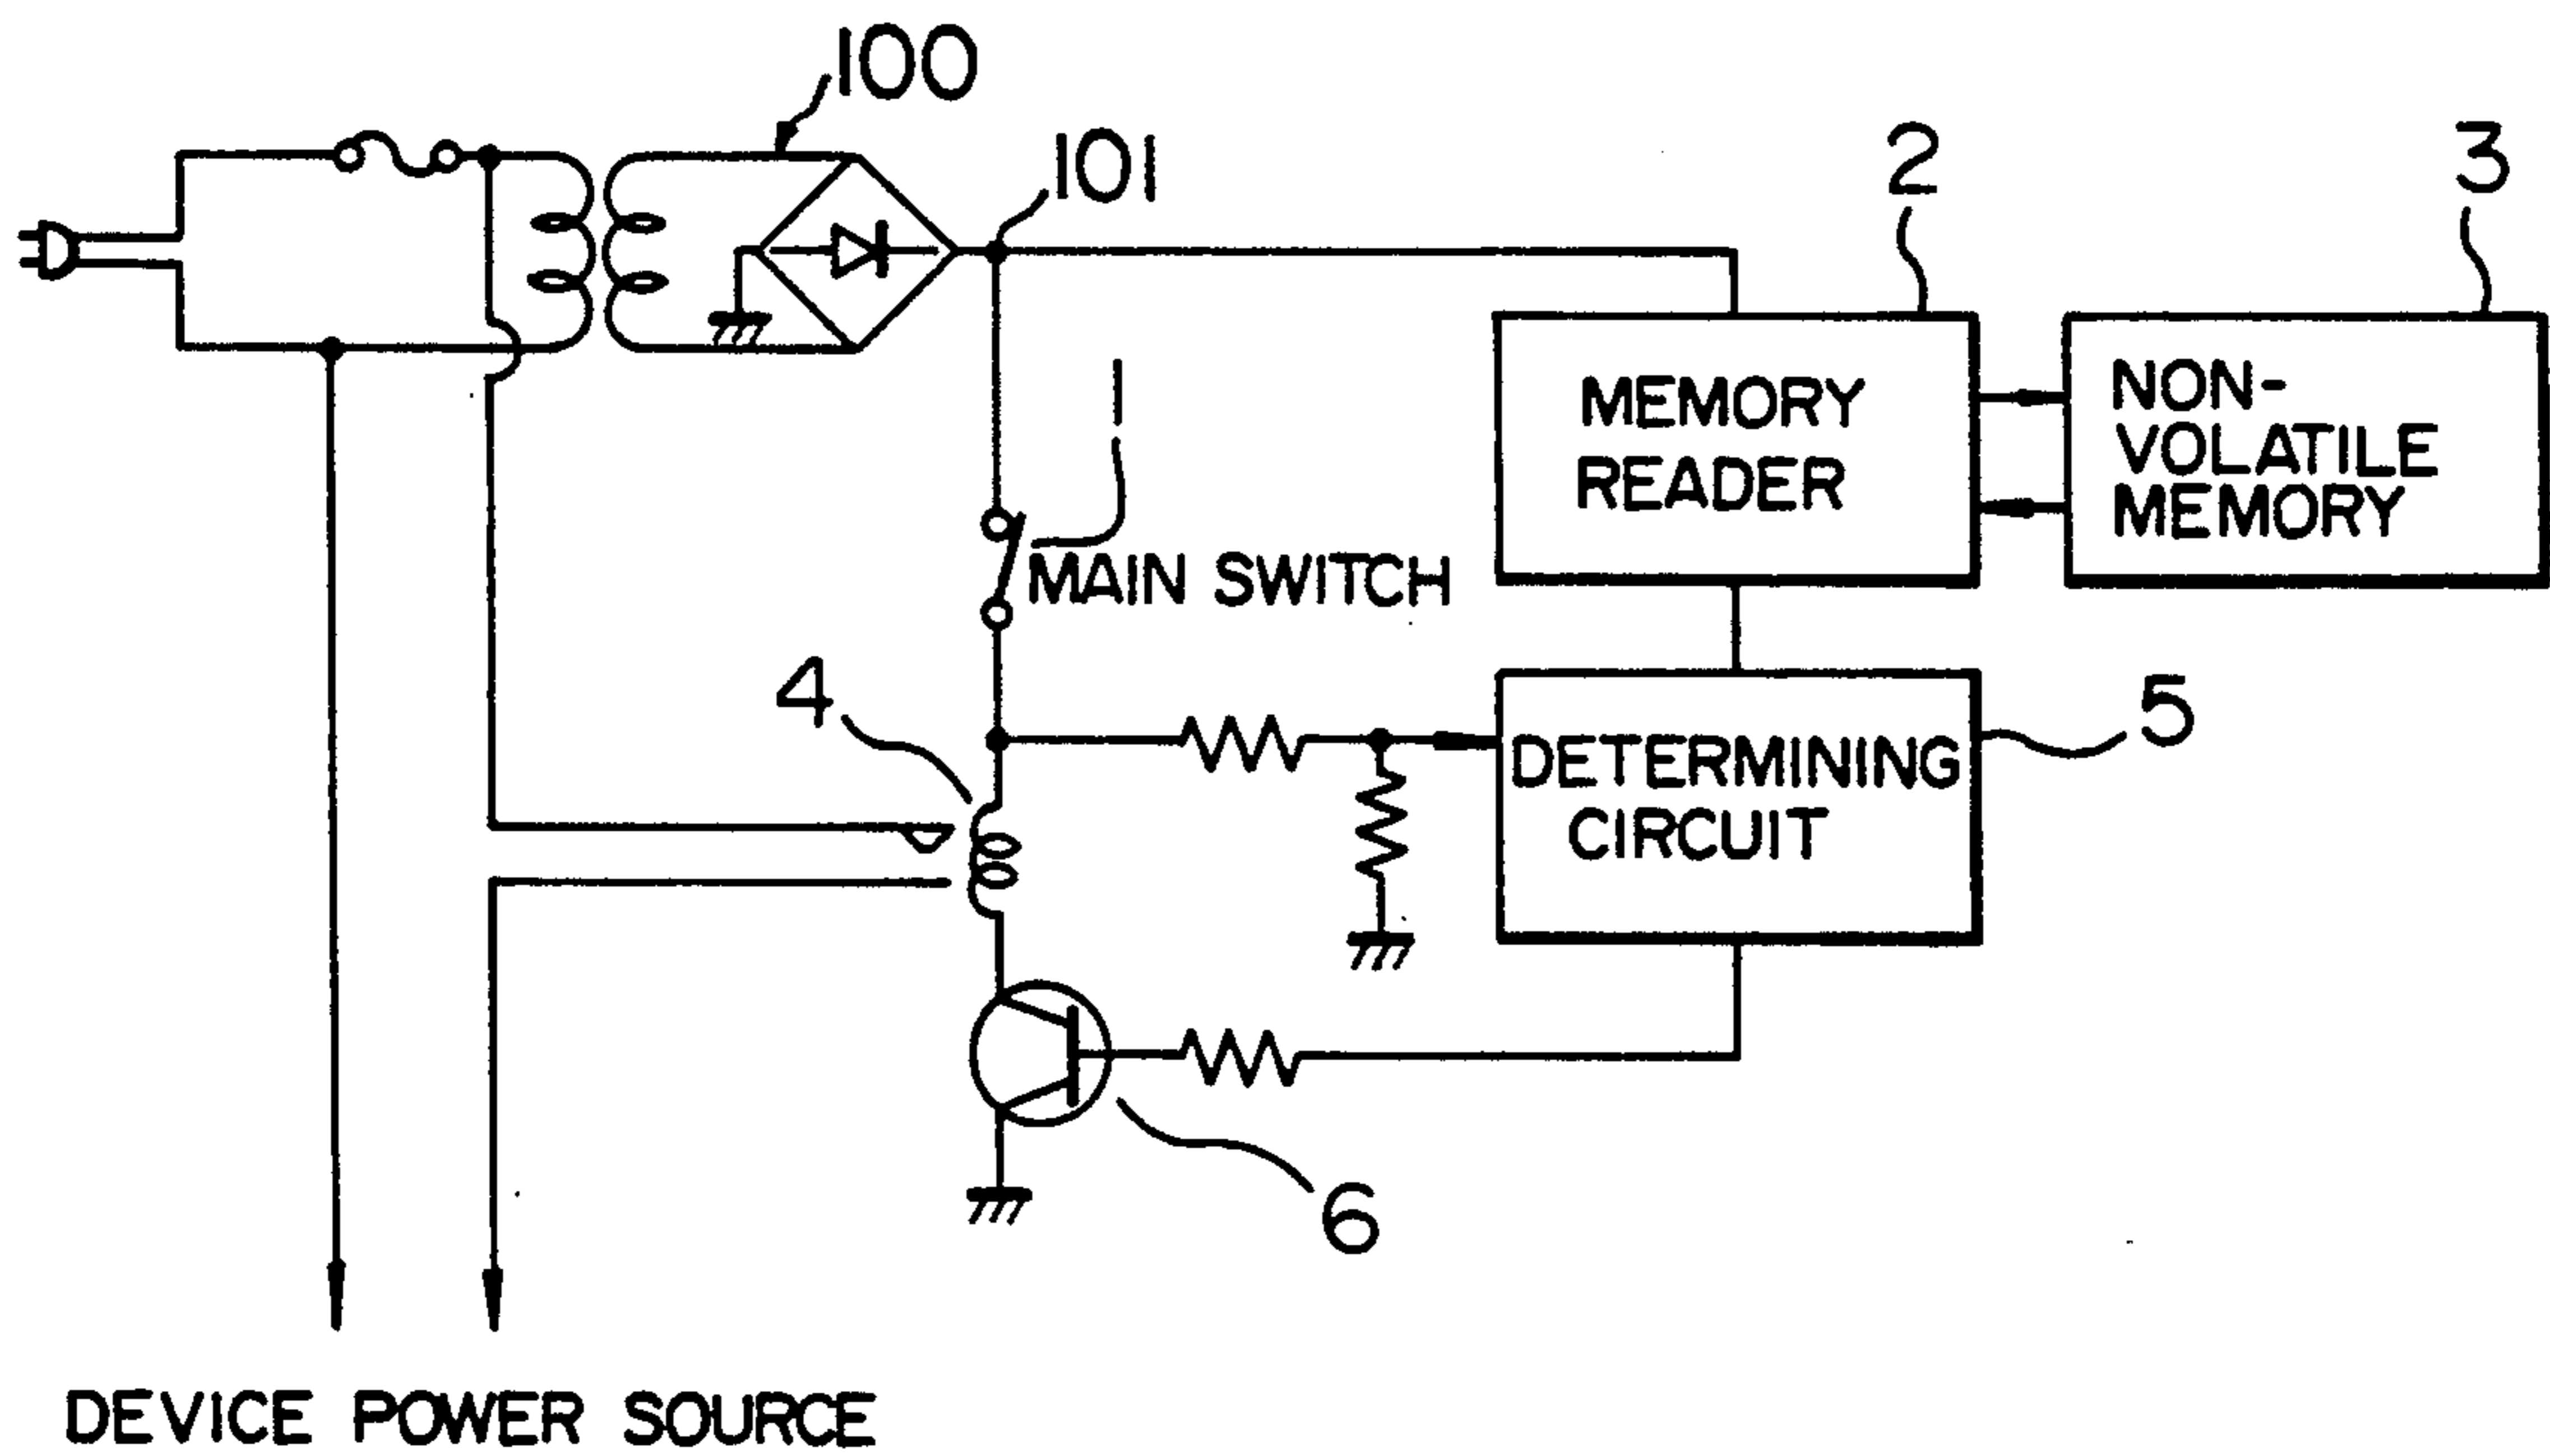 100
101
2
3
1
MEMORY
READER
NON-
VOLATILE
MEMORY
MAIN SWITCH
4
5
DETERMINING
CIRCUIT
6
DEVICE POWER SOURCE